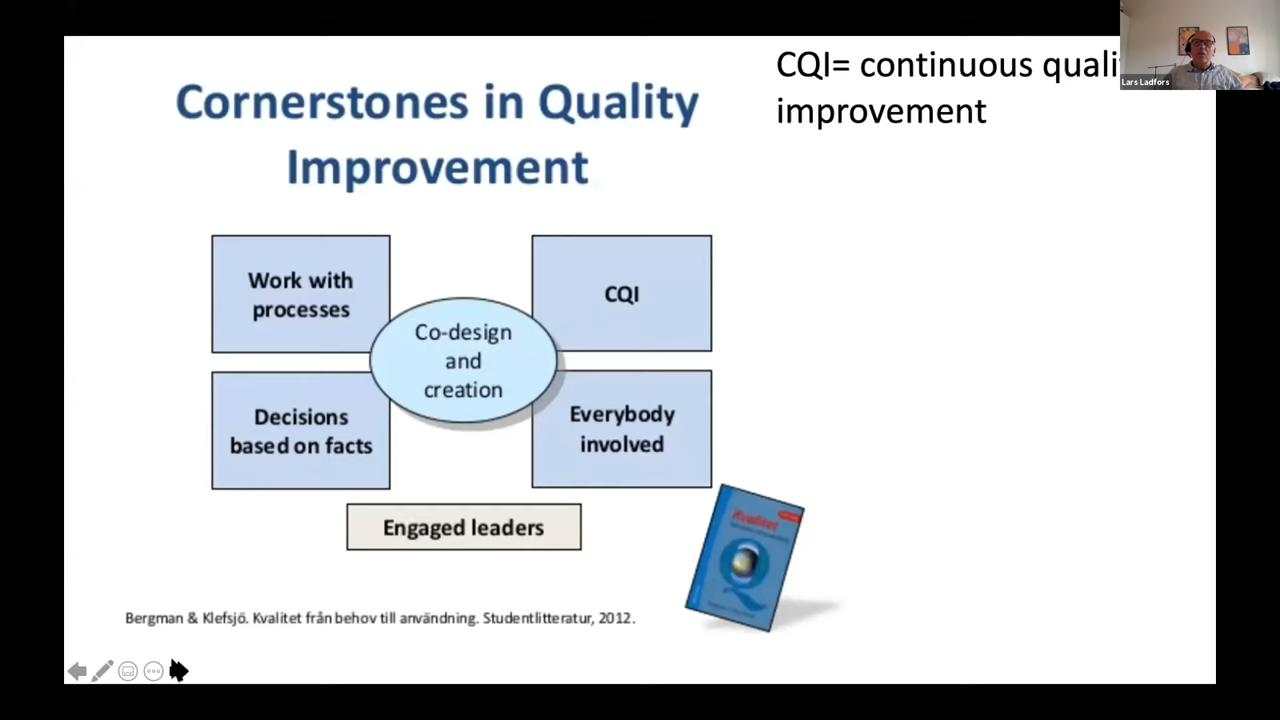 Cornerstones in Quality
Improvement
CQI= continuous quali
improvement
Lars Ladfors
Work with
processes
CQI
Co-design
and
creation
Decisions
based on facts
Everybody
involved
Engaged leaders
Kvalitet
Bergman & Klefsjö. Kvalitet från behov till användning. Studentlitteratur, 2012.